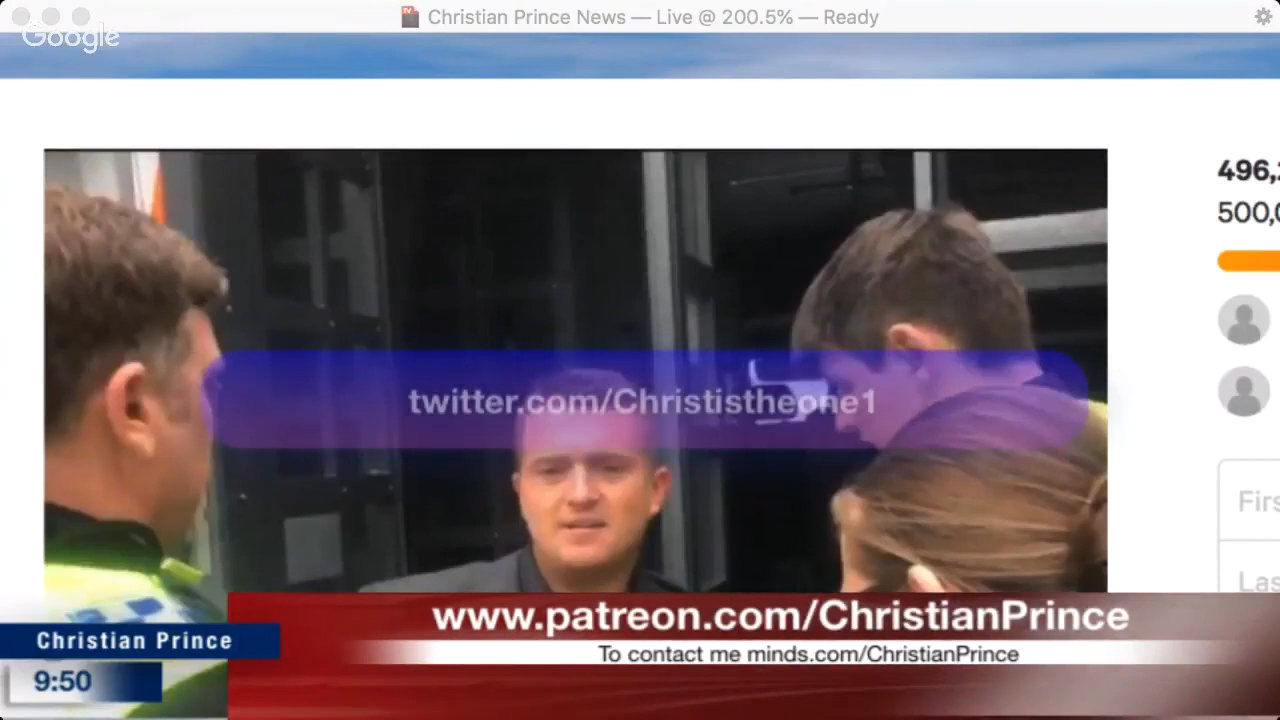 Christian Prince News — Live @ 200.5% — Ready
Google
496,
500,0
twitter.com/Christistheone1
Firs
Las
www.patreon.com/ChristianPrince
Christian Prince
To contact me minds.com/ChristianPrince
9:50